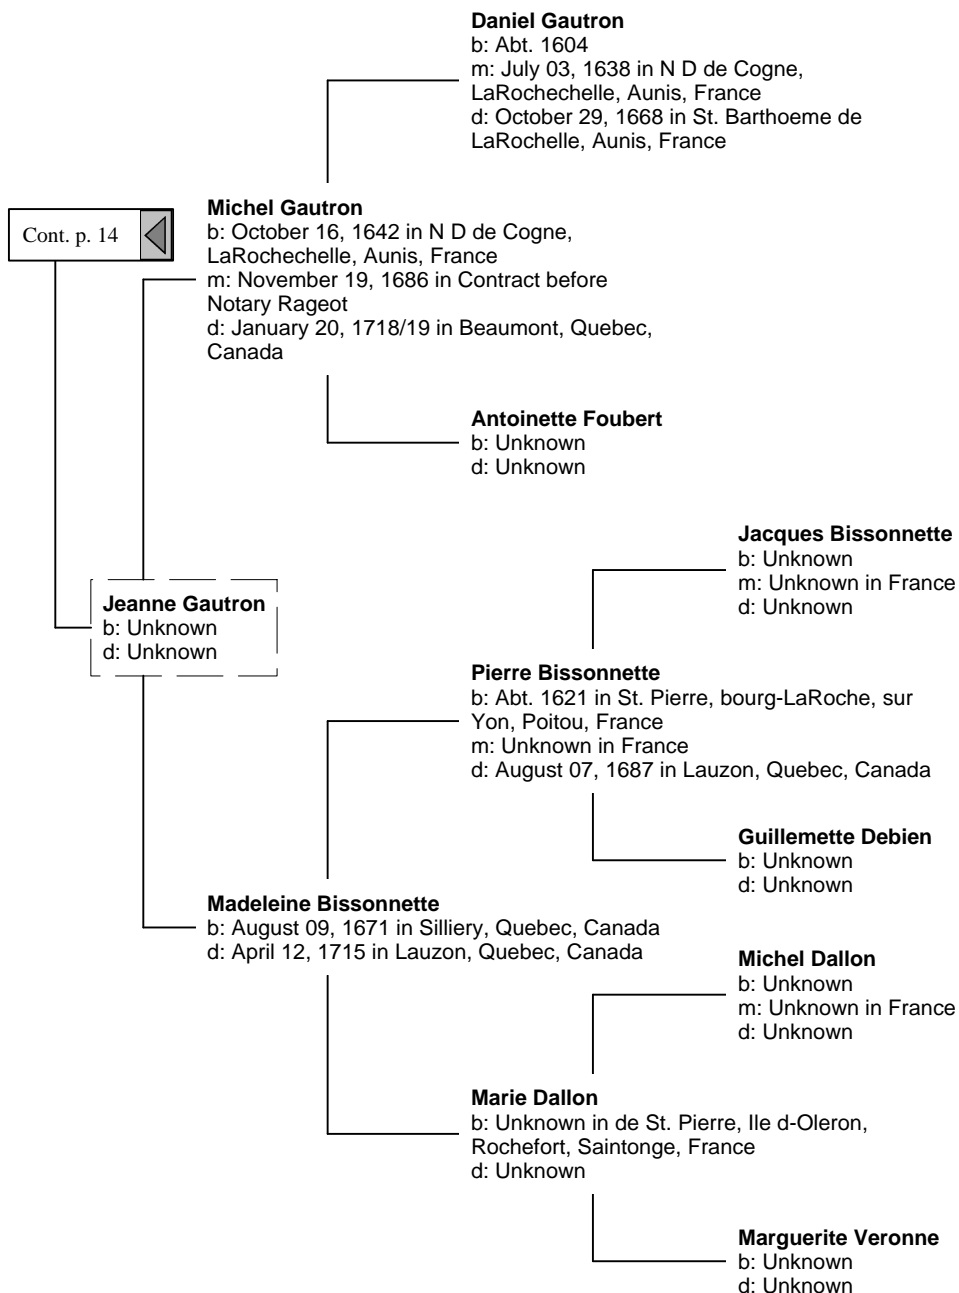 Daniel Gautron
b: Abt. 1604
m: July 03, 1638 in N D de Cogne,
LaRochechelle, Aunis, France
d: October 29, 1668 in St. Barthoeme de
LaRochelle, Aunis, France
Cont. p. 14
Michel Gautron
b: October 16, 1642 in N D de Cogne,
LaRochechelle, Aunis, France
m: November 19, 1686 in Contract before
Notary Rageot
d: January 20, 1718/19 in Beaumont, Quebec,
Canada
Antoinette Foubert
b: Unknown
d: Unknown
Jacques Bissonnette
b: Unknown
m: Unknown in France
d: Unknown
Jeanne Gautron
b: Unknown
d: Unknown
Pierre Bissonnette
b: Abt. 1621 in St. Pierre, bourg-LaRoche, sur
Yon, Poitou, France
m: Unknown in France
d: August 07, 1687 in Lauzon, Quebec, Canada
Guillemette Debien
b: Unknown
d: Unknown
Madeleine Bissonnette
b: August 09, 1671 in Silliery, Quebec, Canada
d: April 12, 1715 in Lauzon, Quebec, Canada
Michel Dallon
b: Unknown
m: Unknown in France
d: Unknown
Marie Dallon
b: Unknown in de St. Pierre, Ile d-Oleron,
Rochefort, Saintonge, France
d: Unknown
Marguerite Veronne
b: Unknown
d: Unknown